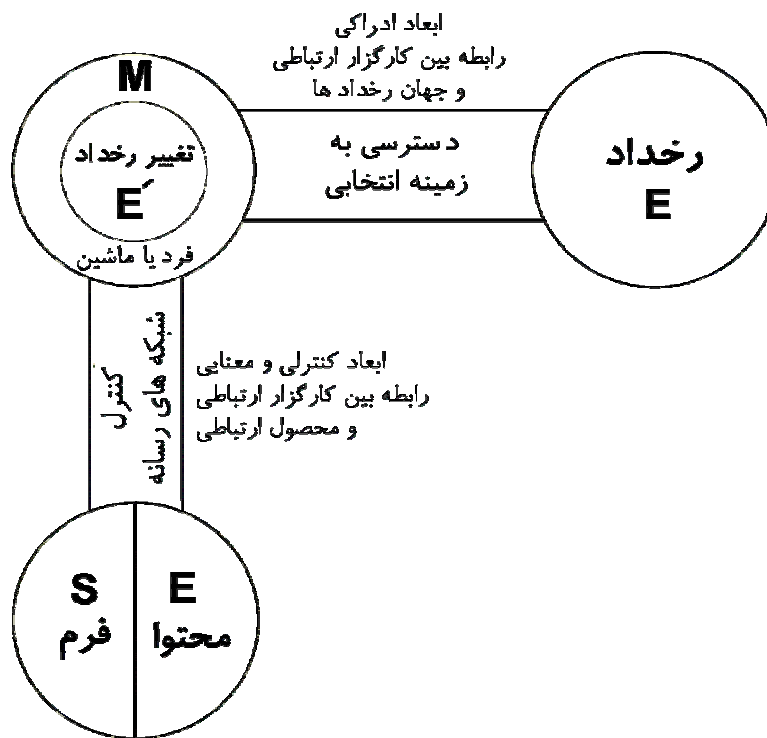 ابعاد ادراکی
رابطه بین کارگزار ارتباطی
و جهان رخداد ها
دسترسی به
زمینه انتخابی
رخداد
E
M
تغییر رخداد
E´
فرد یا ماشین
شبکه های رسانه
کنترل
ابعاد کنترلی و معنایی
رابطه بین کارگزار ارتباطی
و محصول ارتباطی
S
فرم
E
محتوا